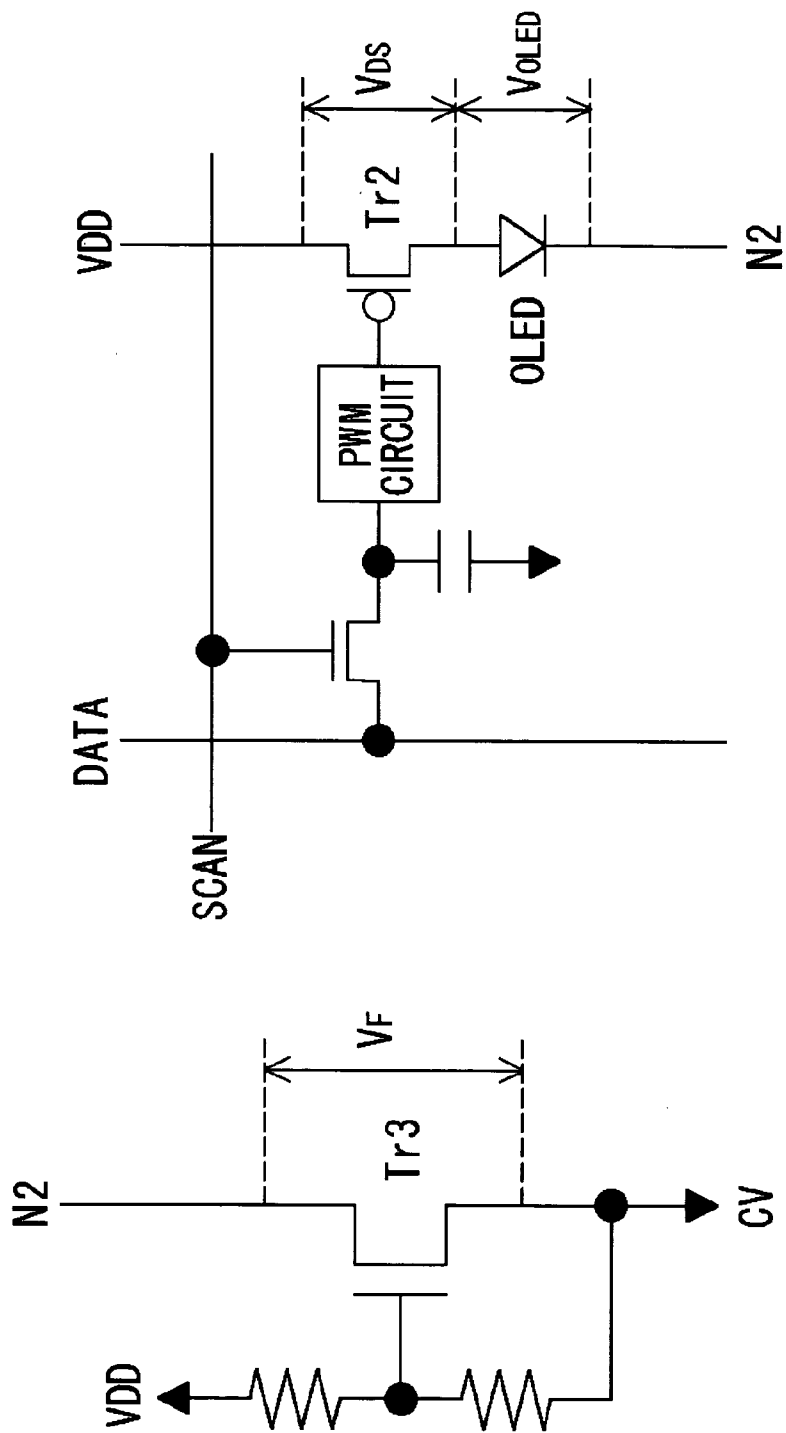 VDD
N2
Tr3
VF
CV
SCAN
DATA
PWM
CIRCUIT
VDD
Tr2
OLED
N2
VDS
VOLED